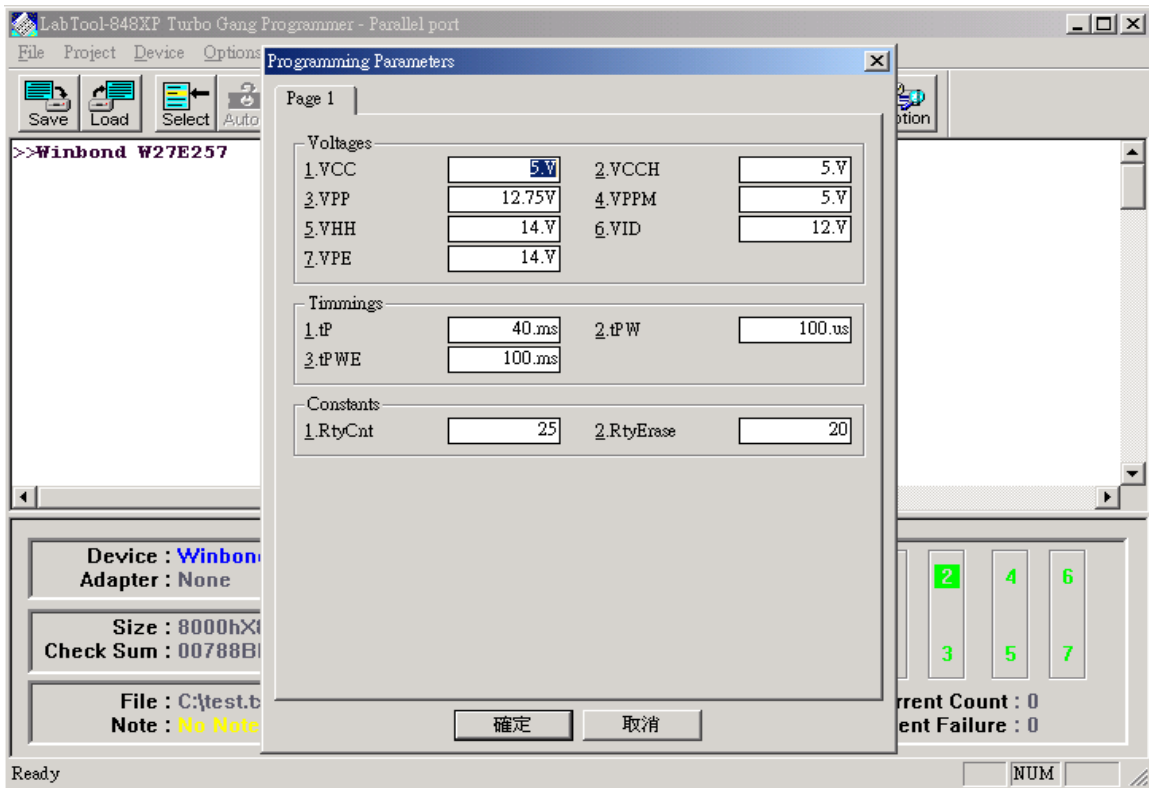 LabTool-848XP Turbo Gang Programmer - Parallel port
File Project Device Options
Programming Parameters
Save Load Select Auto ption
Page 1
>>Winbond W27E257
Voltages
1.VCC 5.V 2.VCCH 5.V
3.VPP 12.75V 4.VPPM 5.V
5.VHH 14.V 6.VID 12.V
7.VPE 14.V
Timmings
1.tP 40.ms 2.tPW 100.us
3.tPWE 100.ms
Constants
1.RtyCnt 25 2.RtyErase 20
Device : Winbon
Adapter : None
2 4 6
Size : 8000hX
Check Sum : 00788B
3 5 7
File : C:\test.t
Note : No Note
rrent Count : 0
ent Failure : 0
確定 取消
Ready NUM